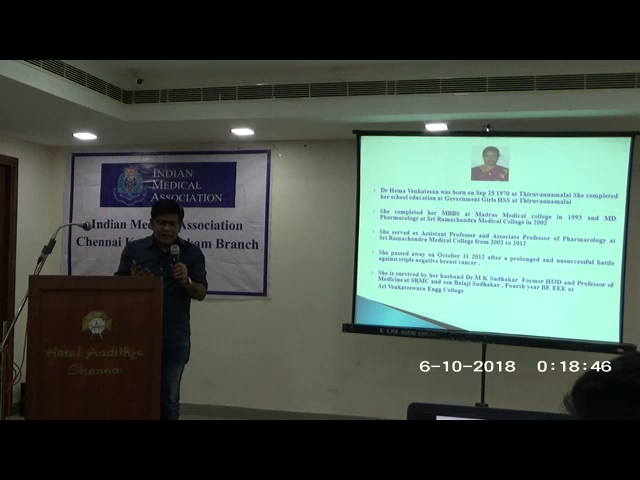 INDIAN
MEDICAL
ASSOCIATION
Indian Medical Association
Chennai Branch
Hotel Aadithya
Chennai
Dr Hema Venkatesan was born on Sep 25 1970 at Thiruvannamalai She completed
her school education at Government Girls HSS at Thiruvannamalai
She completed her MBBS at Madras Medical college in 1993 and MD
Pharmacology at Sri Ramachandra Medical College in 2002
She served as Assistant Professor and Associate Professor of Pharmacology at
Sri Ramachandra Medical College from 2002 to 2012
She passed away on October 11 2012 after a prolonged and unsuccessful battle
against triple negative breast cancer .
She is survived by her husband Dr M K Sudhakar Former HOD and Professor of
Medicine at SRMC and son Balaji Sudhakar , Fourth year BE EEE at
Sri Venkateswara Engg College
6-10-2018 0:18:46